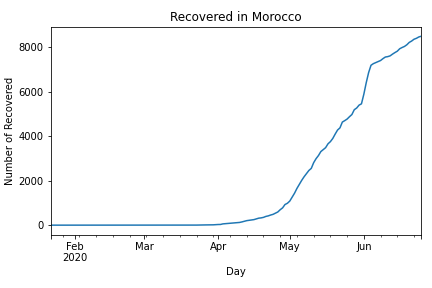 Recovered in Morocco
Number of Recovered
8000
6000
4000
2000
0
Feb Mar Apr May Jun
2020
Day